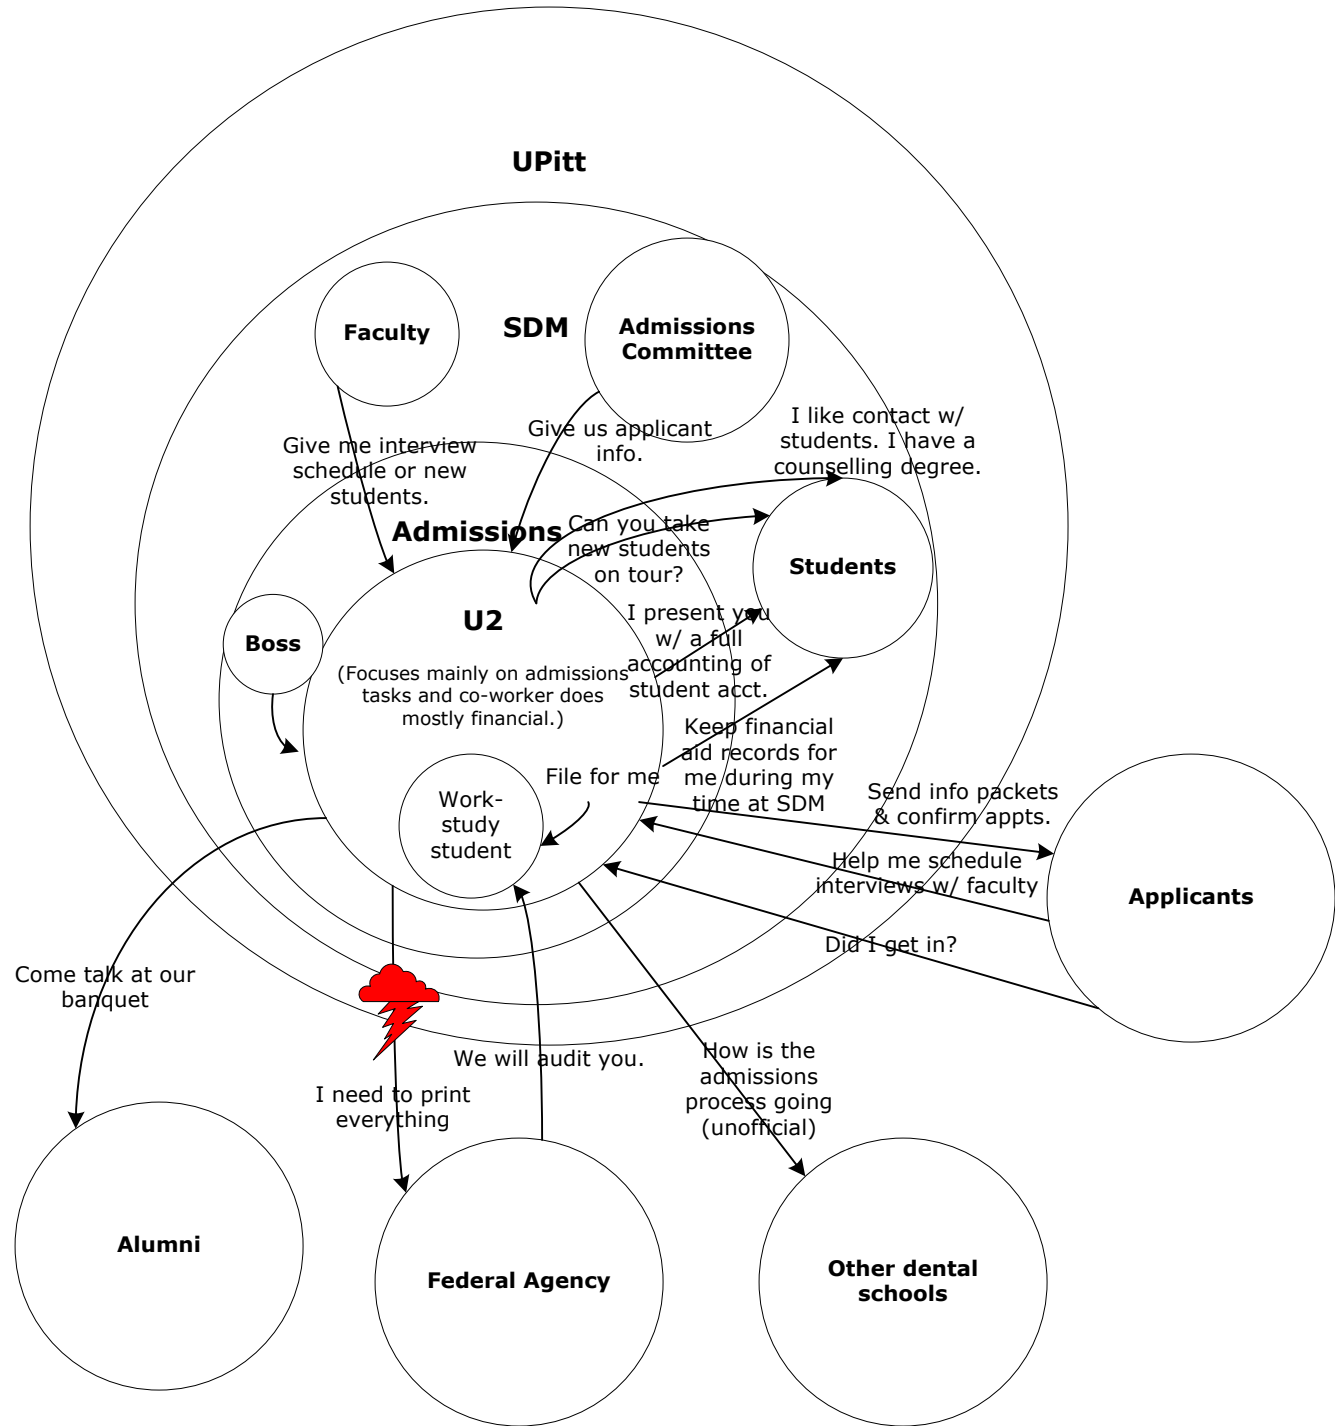 UPitt
Faculty
SDM
Admissions
Committee
I like contact w/
students. I have a
counselling degree.
Give us applicant
info.
Give me interview
schedule or new
students.
Admissions
Can you take
new students
on tour?
Students
U2
I present you
w/ a full
accounting of
student acct.
Boss
(Focuses mainly on admissions
tasks and co-worker does
mostly financial.)
Keep financial
aid records for
me during my
time at SDM
File for me
Work-
study
student
Send info packets
& confirm appts.
Help me schedule
interviews w/ faculty
Applicants
Did I get in?
Come talk at our
banquet
We will audit you.
How is the
admissions
process going
(unofficial)
I need to print
everything
Alumni
Federal Agency
Other dental
schools